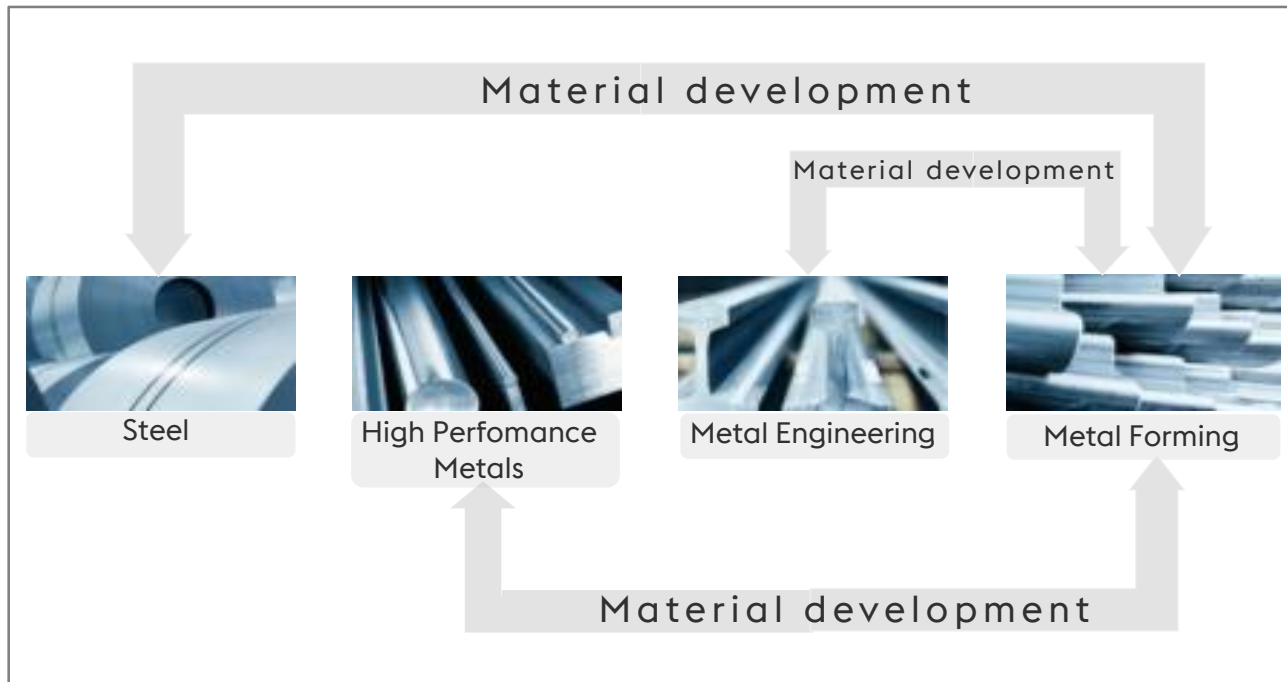 Material development
Material development
Steel
High Perfomance
Metals
Metal Engineering
Metal Forming
Material development